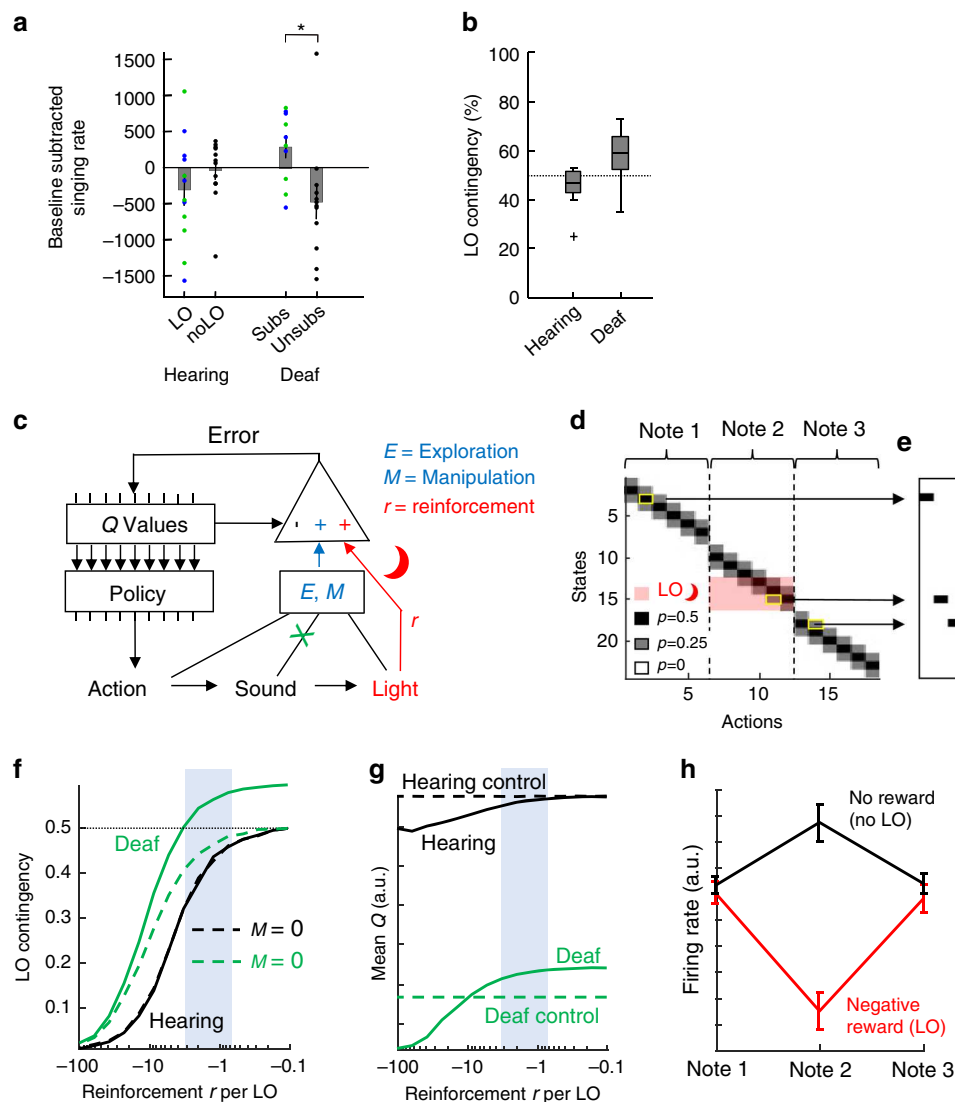 a
*
1500
1000
500
0
−500
−1000
−1500
Baseline subtracted
singing rate
LO
noLO
Subs
Unsubs
Hearing
Deaf
b
100
80
60
40
20
0
LO contingency (%)
+
Hearing
Deaf
c
Error
E = Exploration
M = Manipulation
r = reinforcement
Q Values
- + +
Policy
E, M
r
Action
Sound
Light
d
Note 1
Note 2
Note 3
e
5
10
15
20
States
LO
p=0.5
p=0.25
p=0
5
10
15
Actions
f
0.5
0.4
0.3
0.2
0.1
LO contingency
Deaf
M = 0
M = 0
Hearing
−100
−10
−1
−0.1
Reinforcement r per LO
g
Mean Q (a.u.)
Hearing control
Hearing
Deaf
Deaf control
−100
−10
−1
−0.1
Reinforcement r per LO
h
Firing rate (a.u.)
No reward
(no LO)
Negative
reward (LO)
Note 1
Note 2
Note 3